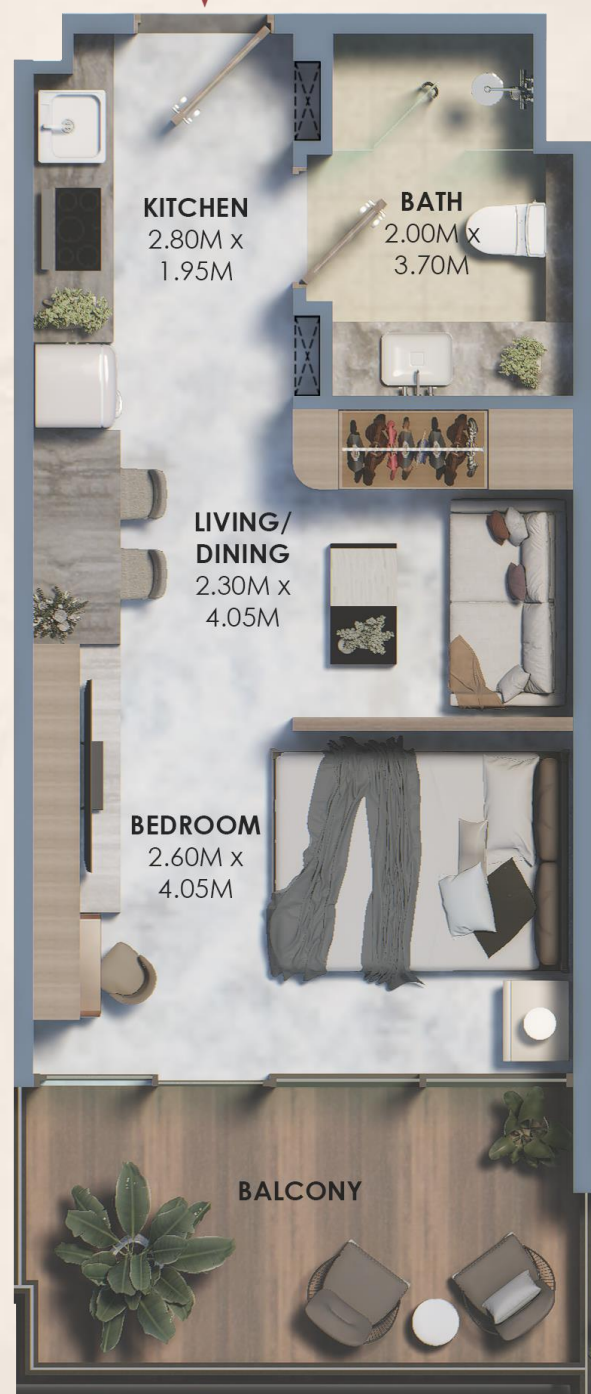 KITCHEN
2.80M x
1.95M
BATH
2.00M x
3.70M
LIVING/
DINING
2.30M x
4.05M
BEDROOM
2.60M x
4.05M
BALCONY